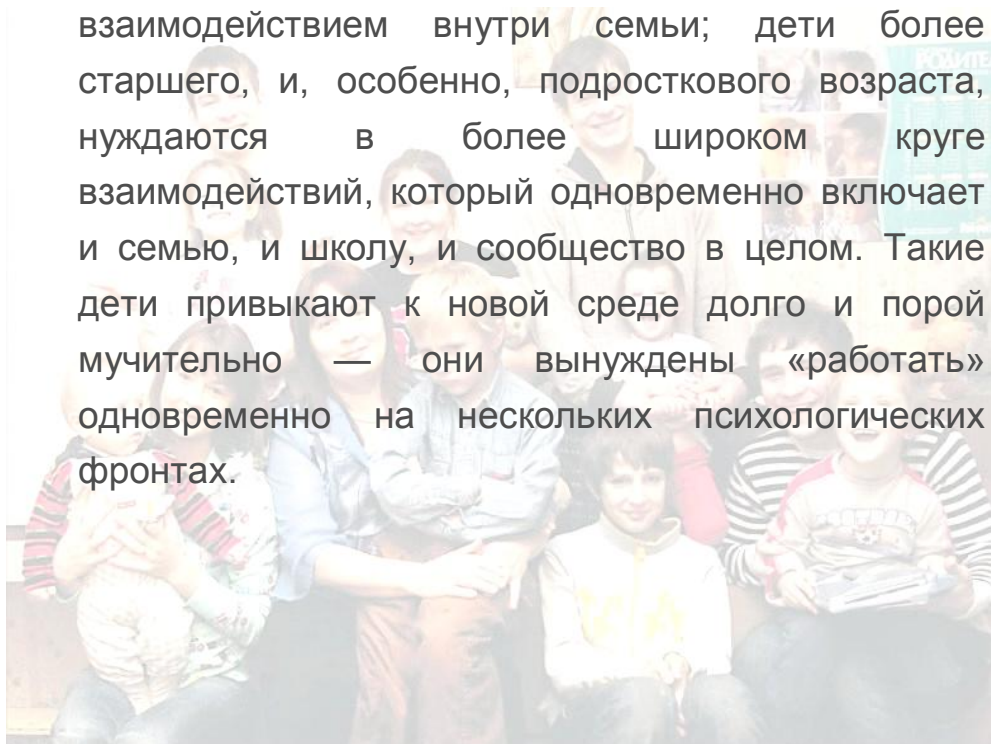 взаимодействием внутри семьи; дети более
старшего, и, особенно, подросткового возраста,
нуждаются в более широком круге
взаимодействий, который одновременно включает
и семью, и школу, и сообщество в целом. Такие
дети привыкают к новой среде долго и порой
мучительно — они вынуждены «работать»
одновременно на нескольких психологических
фронтах.